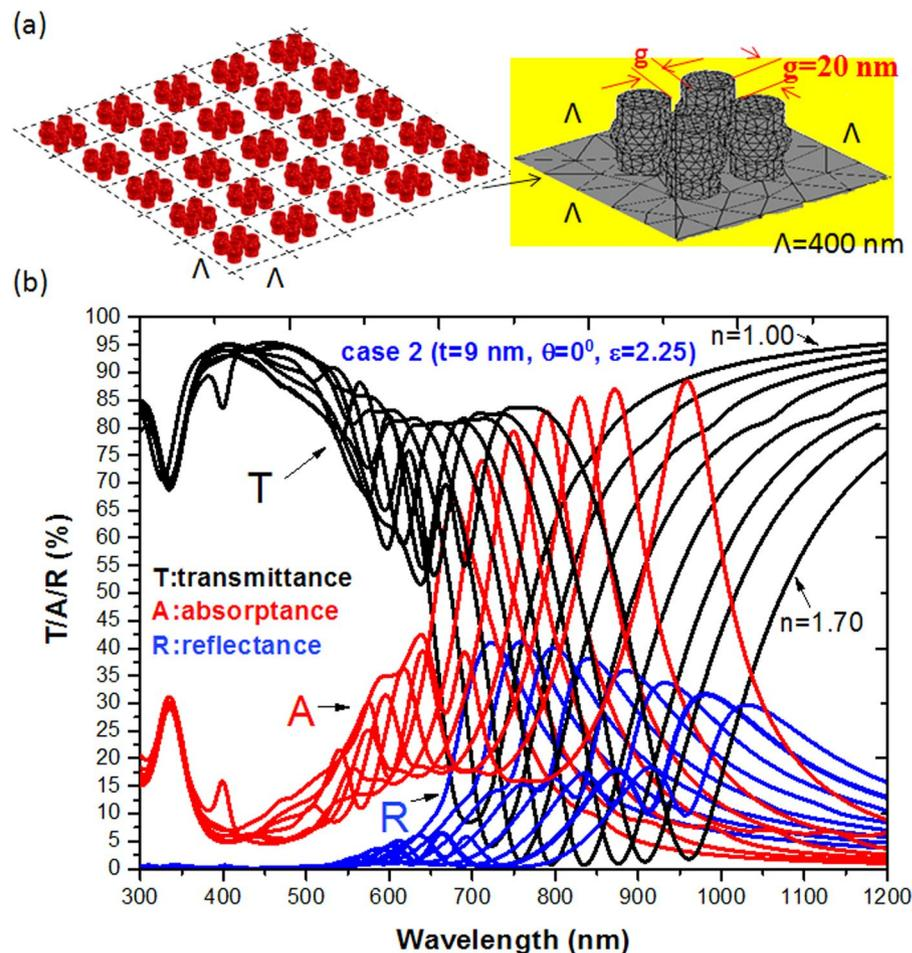 (a)
g
g=20 nm
Λ
Λ
Λ
Λ=400 nm
Λ Λ
(b)
case 2 (t=9 nm, θ=0⁰, ε=2.25)
n=1.00
T
T:transmittance
A:absorptance
R:reflectance
n=1.70
A
R
T/A/R (%)
100
95
90
85
80
75
70
65
60
55
50
45
40
35
30
25
20
15
10
5
0
300 400 500 600 700 800 900 1000 1100 1200
Wavelength (nm)